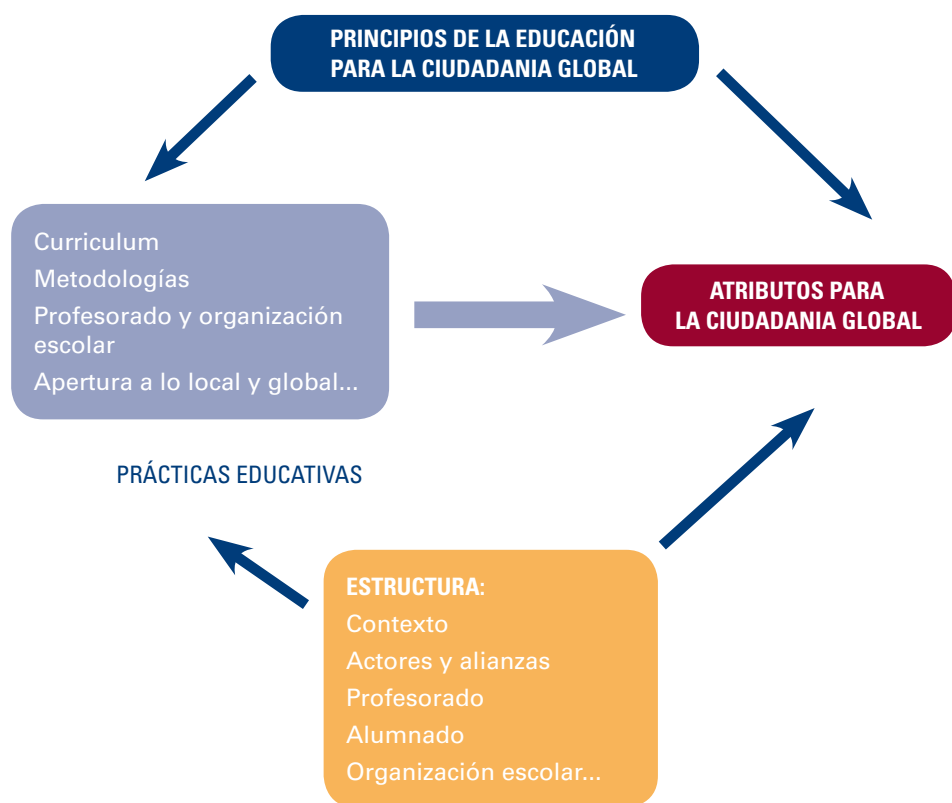 PRINCIPIOS DE LA EDUCACIÓN
PARA LA CIUDADANIA GLOBAL
Curriculum
Metodologías
Profesorado y organización
escolar
Apertura a lo local y global...
ATRIBUTOS PARA
LA CIUDADANIA GLOBAL
PRÁCTICAS EDUCATIVAS
ESTRUCTURA:
Contexto
Actores y alianzas
Profesorado
Alumnado
Organización escolar...